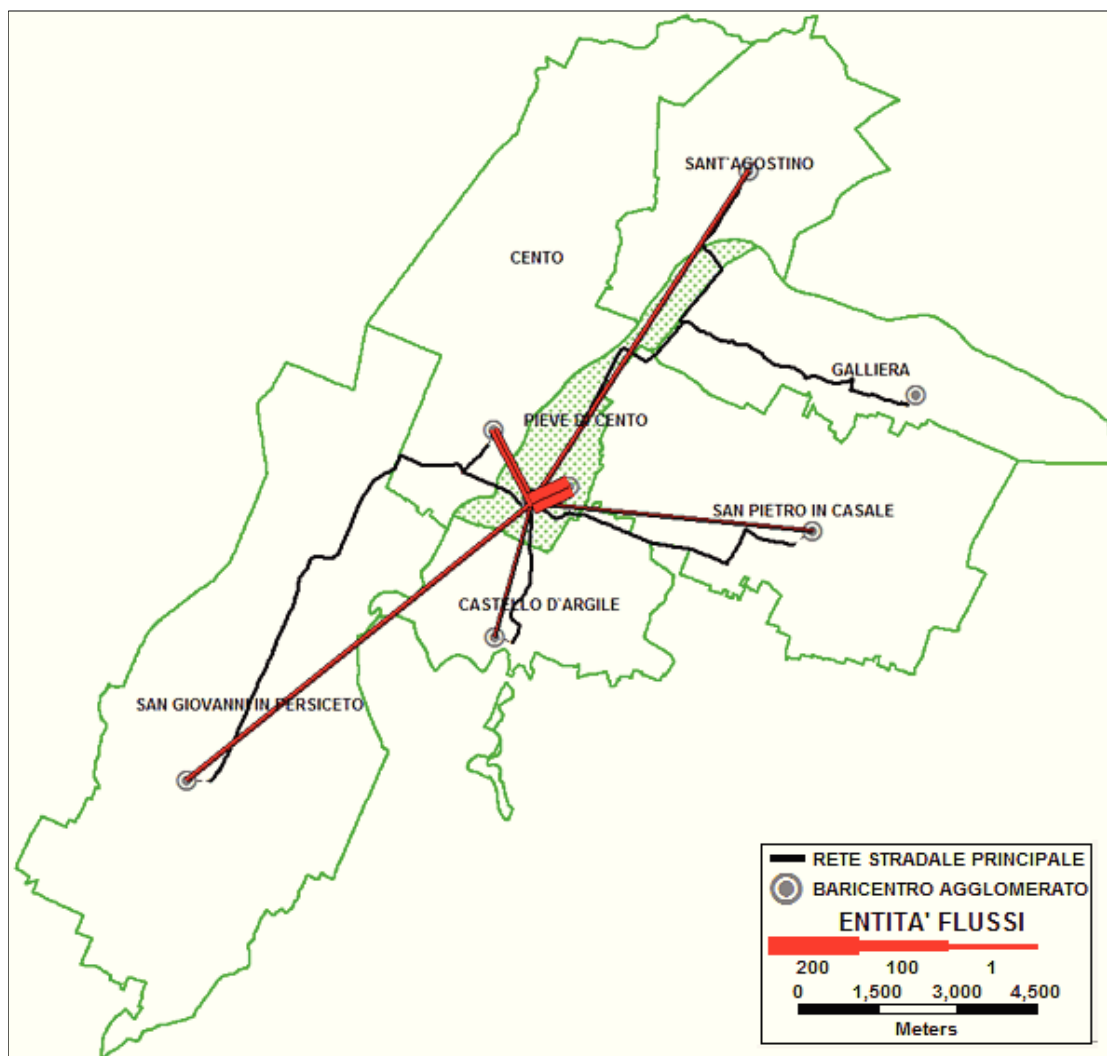 SANT`AGOSTINO
CENTO
GALLIERA
PIEVE DI CENTO
SAN PIETRO IN CASALE
CASTELLO D`ARGILE
SAN GIOVANNI IN PERSICETO
RETE STRADALE PRINCIPALE
BARICENTRO AGGLOMERATO
ENTITA' FLUSSI
200 100 1
0 1,500 3,000 4,500
Meters